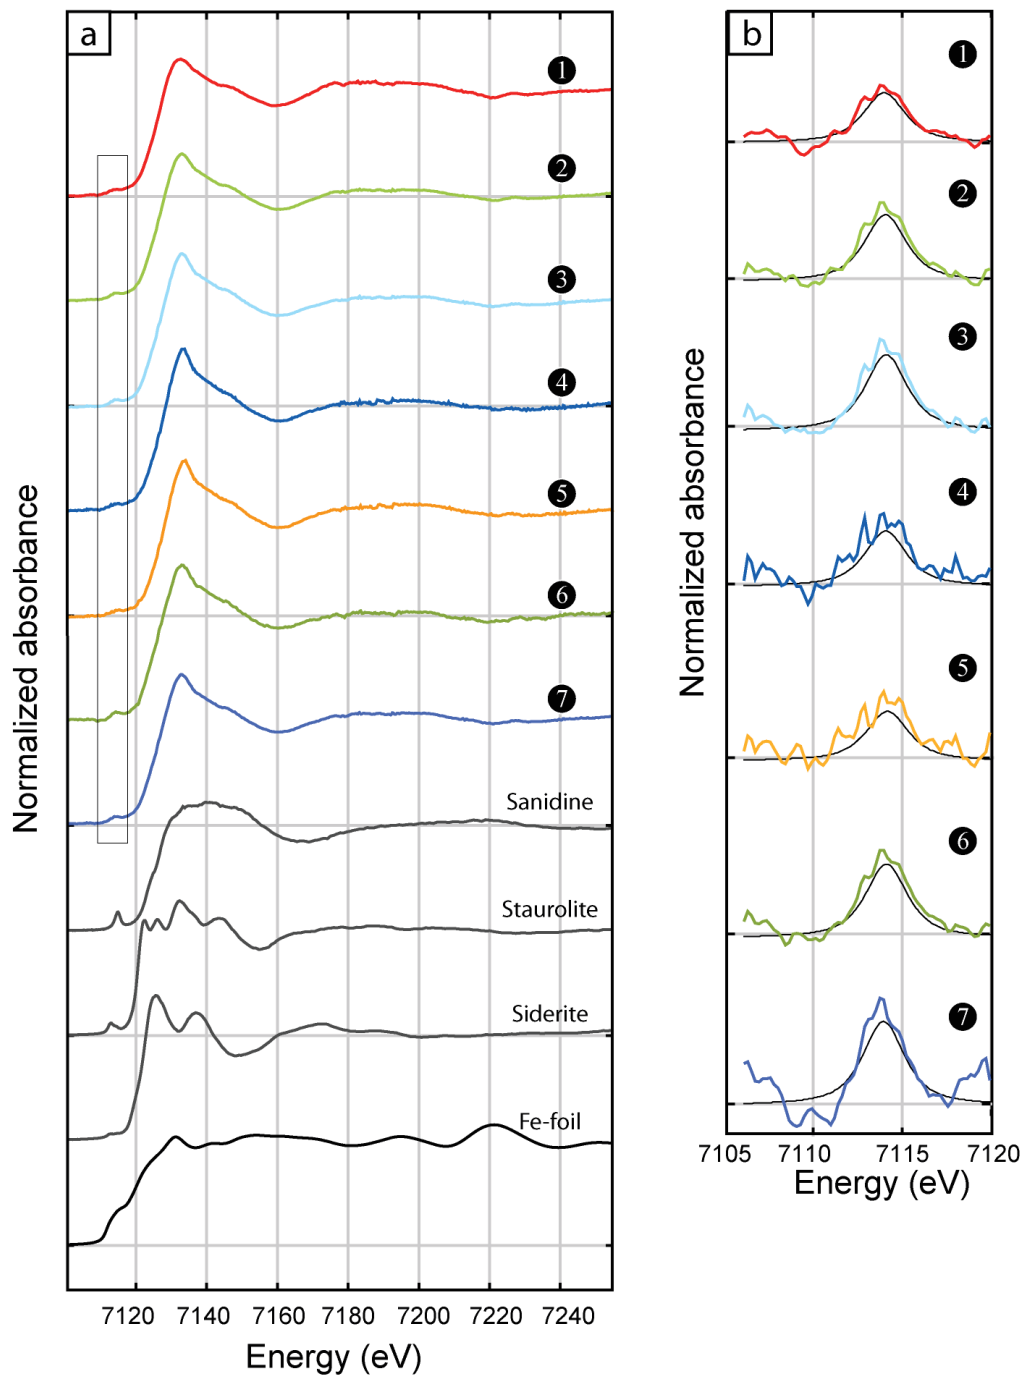 a
1
2
3
4
5
6
7
Sanidine
Staurolite
Siderite
Fe-foil
Normalized absorbance
7120 7140 7160 7180 7200 7220 7240
Energy (eV)
b
1
2
3
4
5
6
7
Normalized absorbance
7105 7110 7115 7120
Energy (eV)